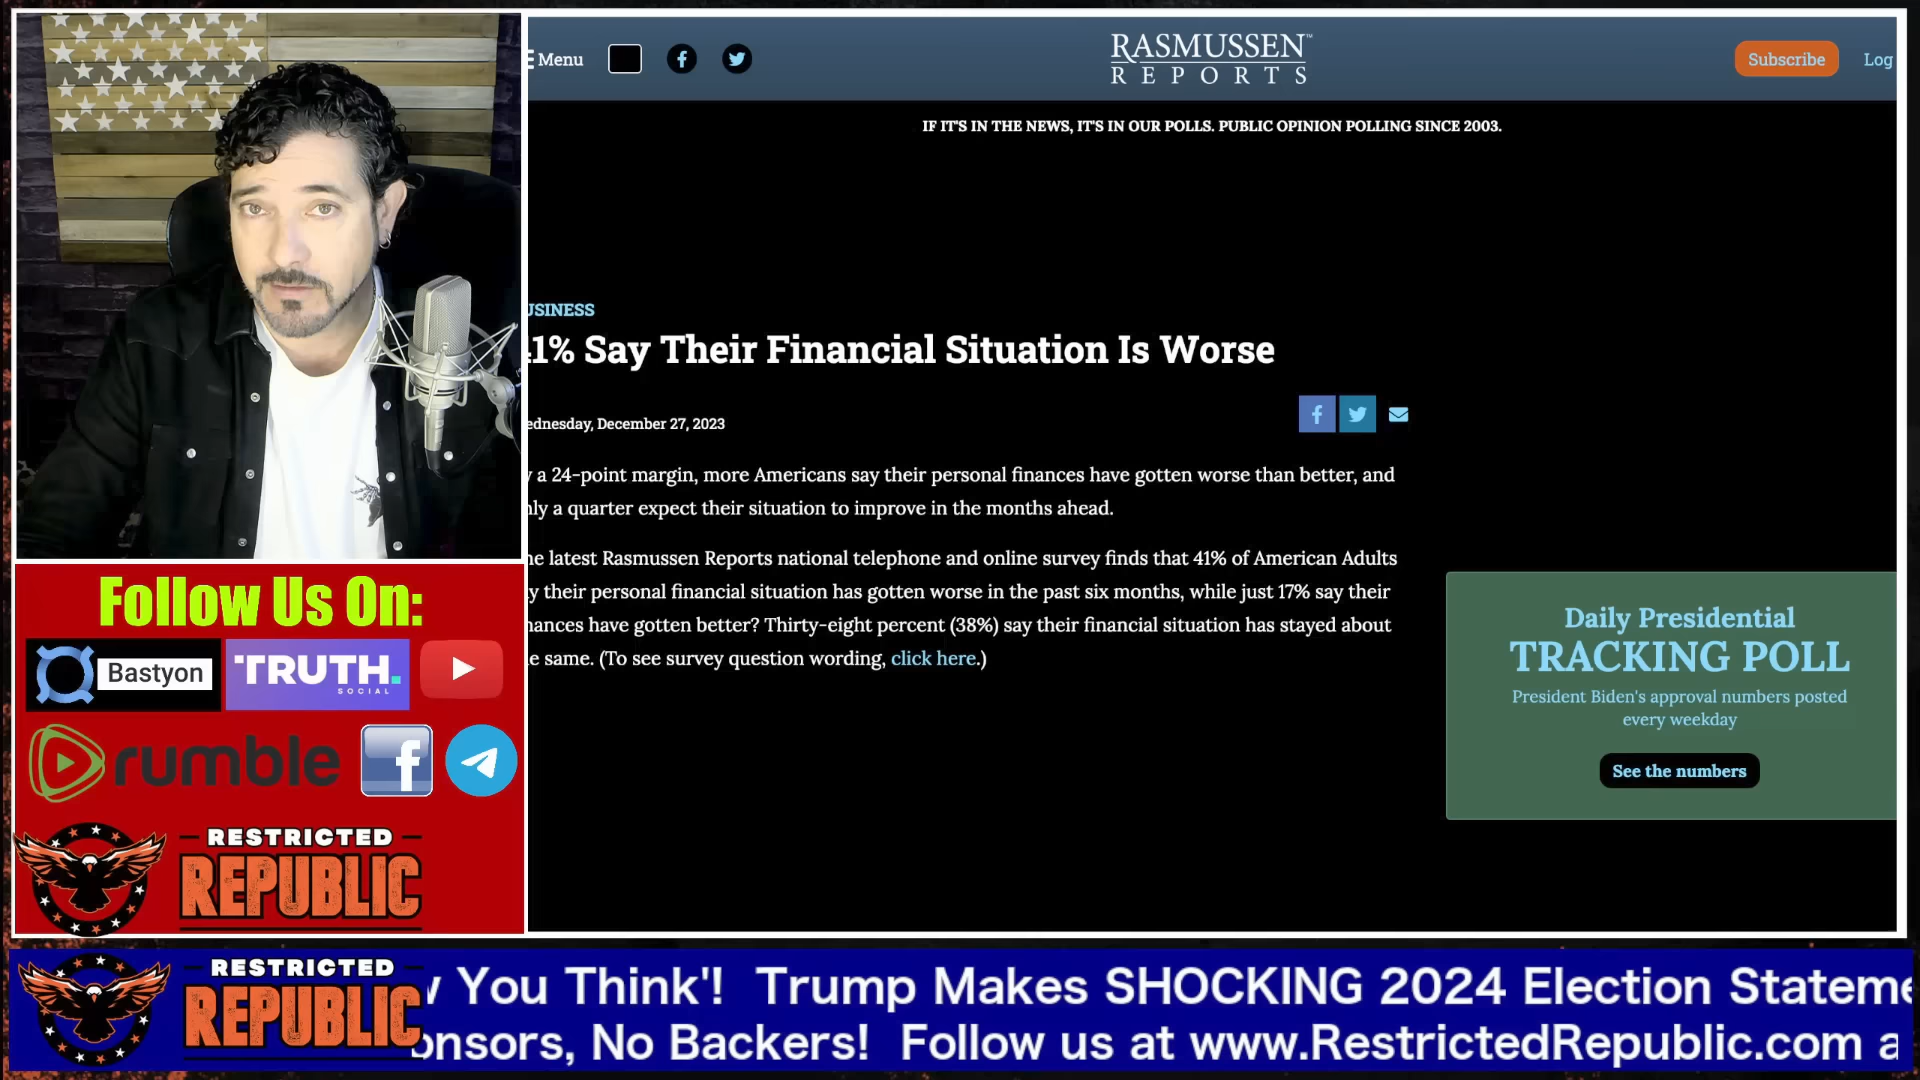 Menu
RASMUSSEN™
REPORTS
Subscribe
Log
IF IT'S IN THE NEWS, IT'S IN OUR POLLS. PUBLIC OPINION POLLING SINCE 2003.
USINESS
41% Say Their Financial Situation Is Worse
ednesday, December 27, 2023
y a 24-point margin, more Americans say their personal finances have gotten worse than better, and
nly a quarter expect their situation to improve in the months ahead.
he latest Rasmussen Reports national telephone and online survey finds that 41% of American Adults
y their personal financial situation has gotten worse in the past six months, while just 17% say their
nances have gotten better? Thirty-eight percent (38%) say their financial situation has stayed about
e same. (To see survey question wording, click here.)
Daily Presidential
TRACKING POLL
President Biden's approval numbers posted
every weekday
See the numbers
Follow Us On:
Bastyon
TRUTH.
SOCIAL
rumble
RESTRICTED
REPUBLIC
RESTRICTED
REPUBLIC
w You Think'! Trump Makes SHOCKING 2024 Election Stateme
onsors, No Backers! Follow us at www.RestrictedRepublic.com a